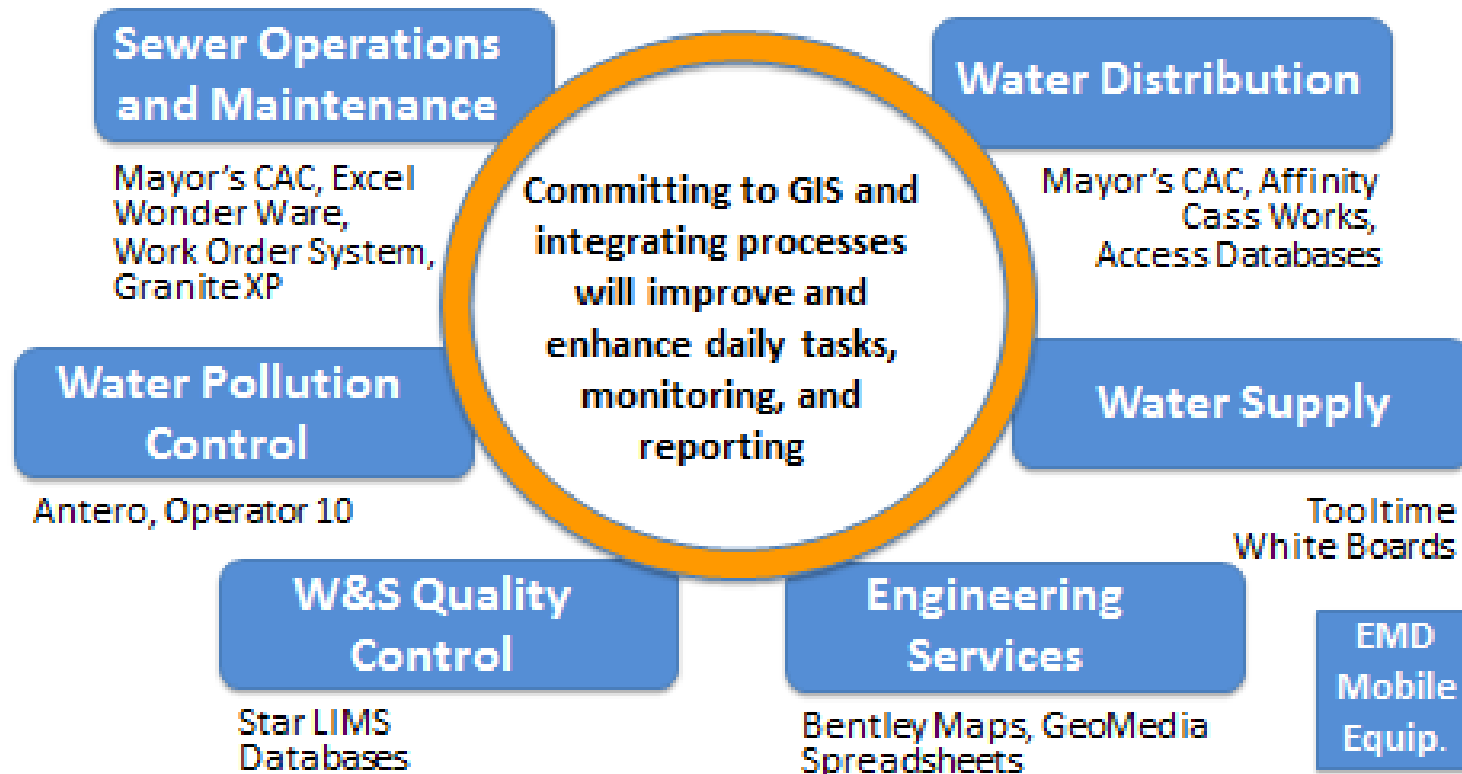 Sewer Operations
and Maintenance
Mayor's CAC, Excel
Wonder Ware,
Work Order System,
Granite XP
Water Distribution
Mayor's CAC, Affinity
Cass Works,
Access Databases
Committing to GIS and
integrating processes
will improve and
enhance daily tasks,
monitoring, and
reporting
Water Pollution
Control
Antero, Operator 10
Water Supply
Tooltime
White Boards
W&S Quality
Control
Star LIMS
Databases
Engineering
Services
Bentley Maps, GeoMedia
Spreadsheets
EMD
Mobile
Equip.